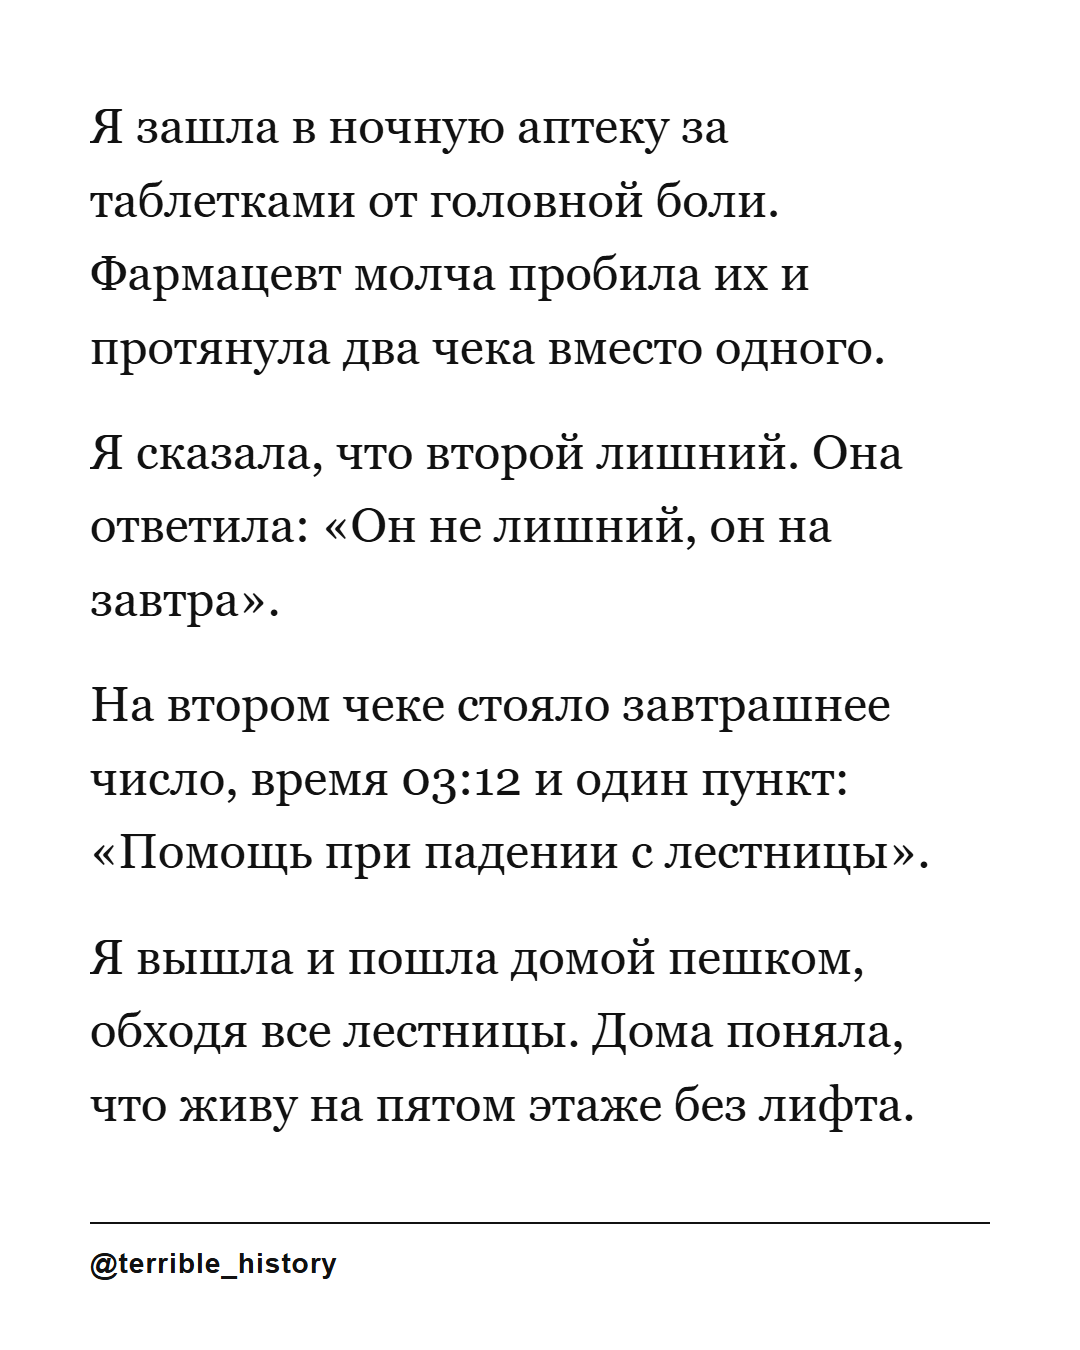 Я зашла в ночную аптеку за
таблетками от головной боли.
Фармацевт молча пробила их и
протянула два чека вместо одного.
Я сказала, что второй лишний. Она
ответила: «Он не лишний, он на
завтра».
На втором чеке стояло завтрашнее
число, время 03:12 и один пункт:
«Помощь при падении с лестницы».
Я вышла и пошла домой пешком,
обходя все лестницы. Дома поняла,
что живу на пятом этаже без лифта.
@terrible_history